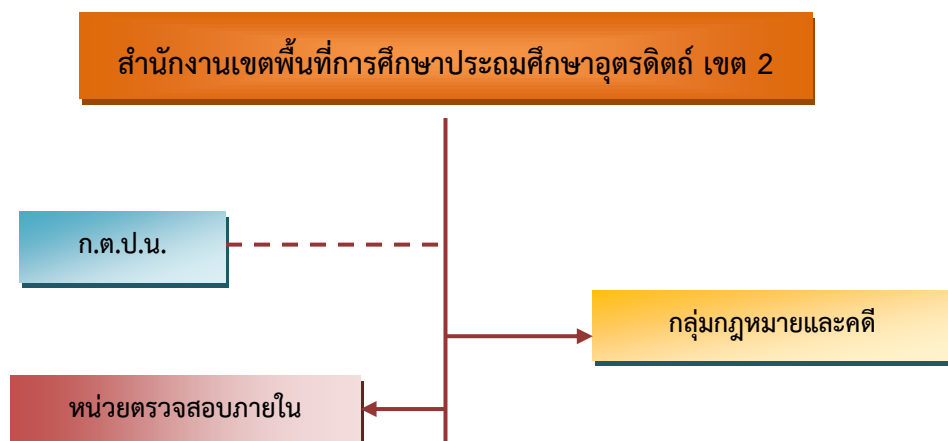 สำนักงานเขตพื้นที่การศึกษาประถมศึกษาอุตรดิตถ์ เขต 2
ก.ต.ป.น.
กลุ่มกฎหมายและคดี
หน่วยตรวจสอบภายใน